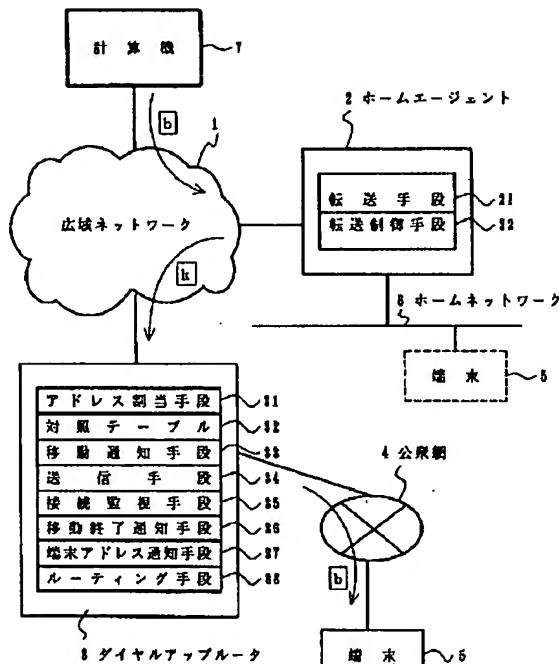 計算機
7
b
1
広域ネットワーク
k
2 ホームエージェント
転送手段
21
転送制御手段
22
6 ホームネットワーク
端末
5
アドレス割当手段
31
対照テーブル
32
移動通知手段
33
送信手段
34
接続監視手段
35
移動終了通知手段
36
端末アドレス通知手段
37
ルーティング手段
38
3 ダイヤルアップルータ
4 公衆網
b
端末
5